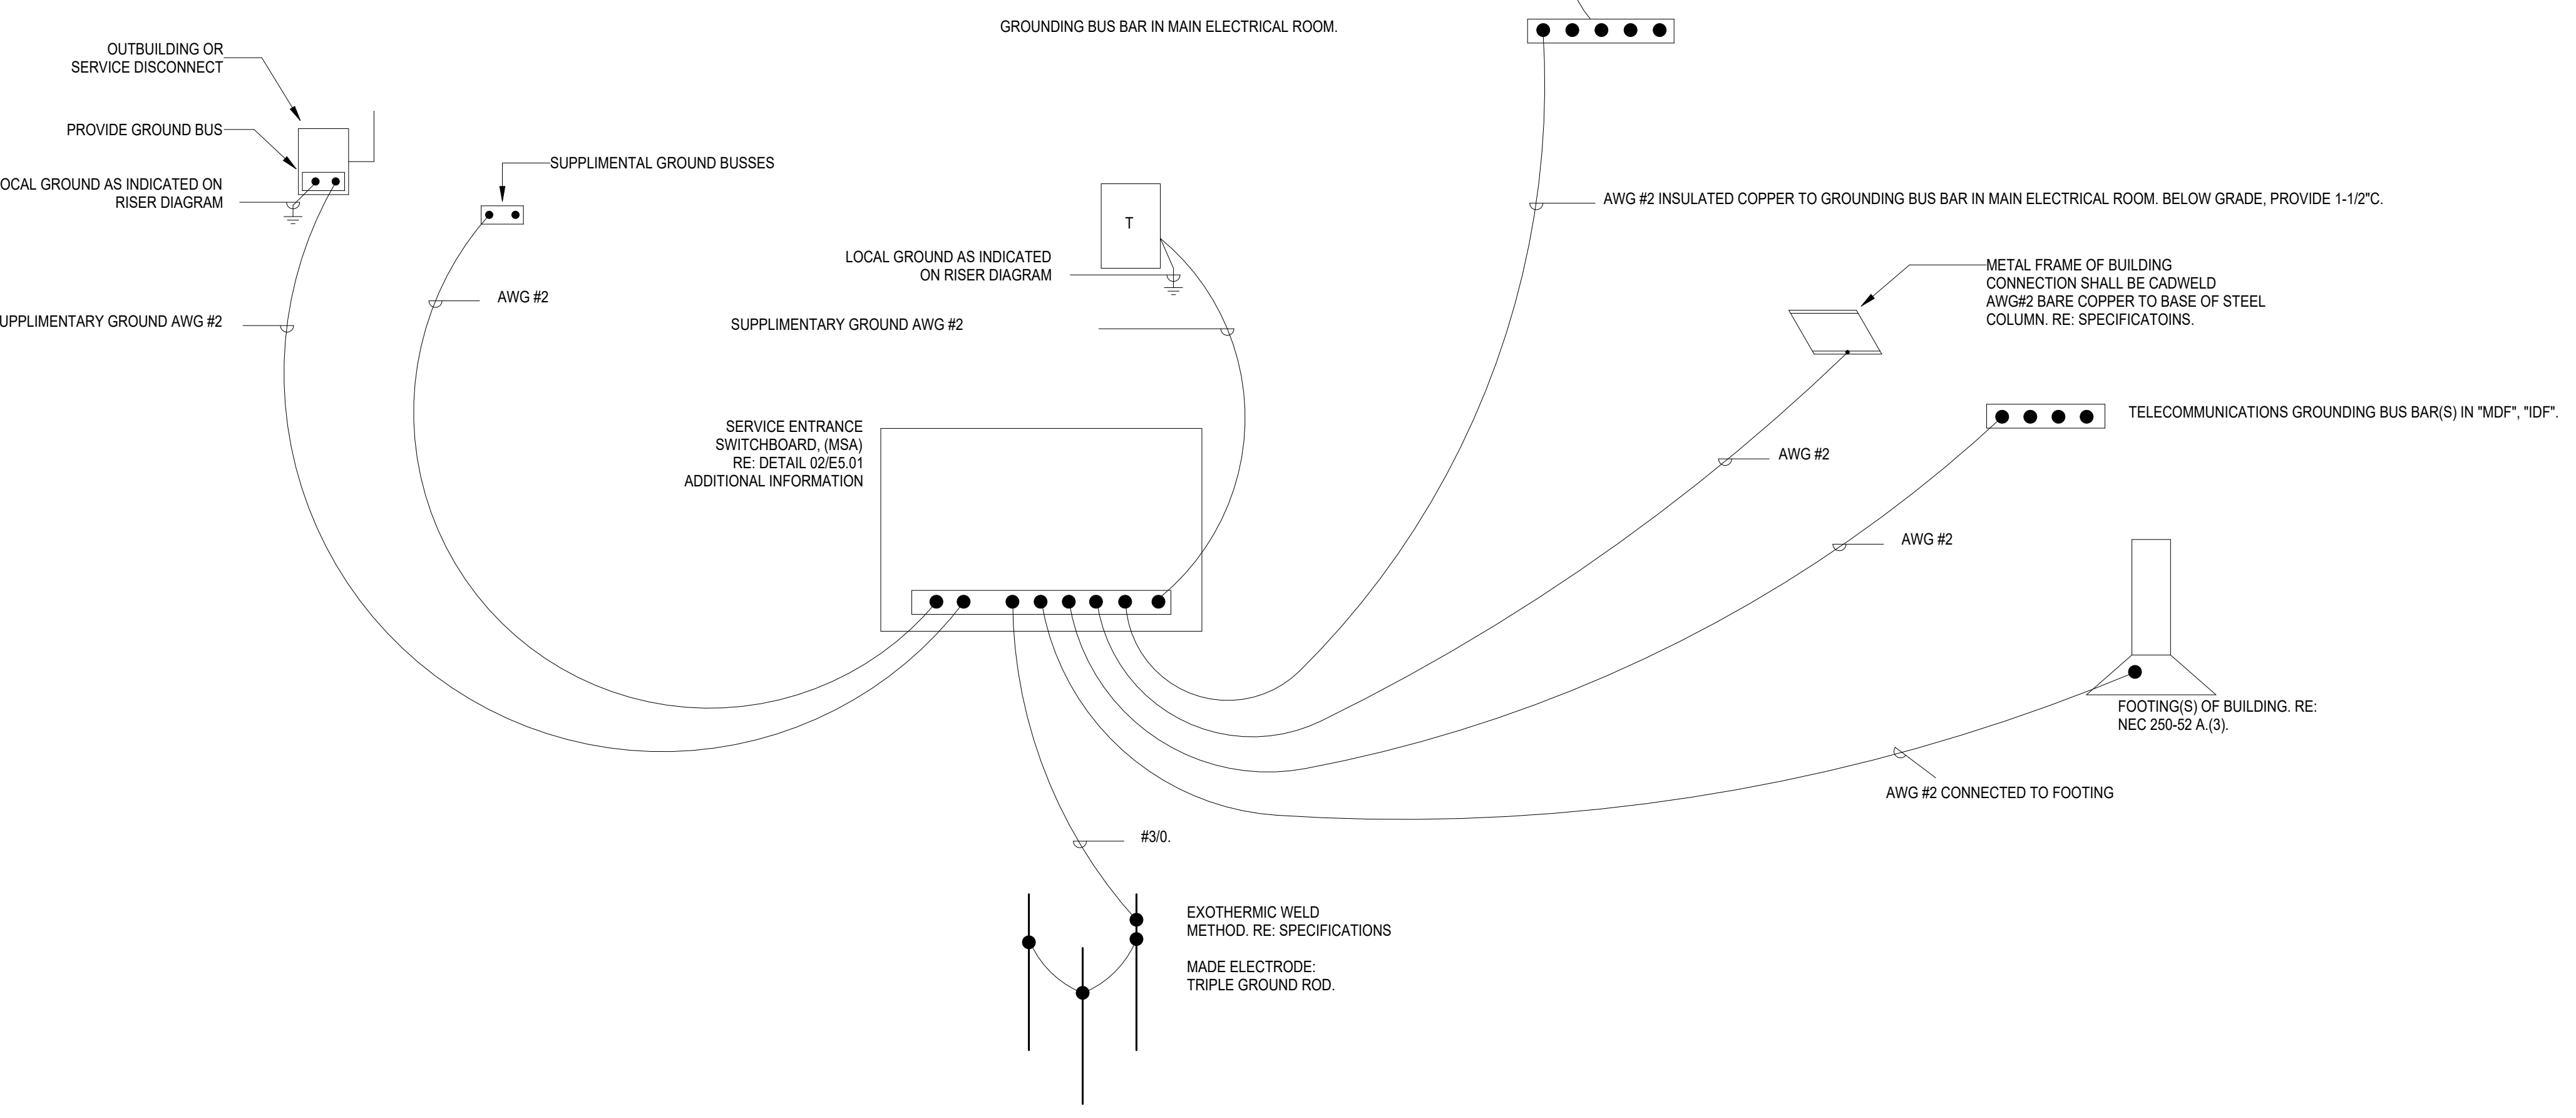 GROUNDING BUS BAR IN MAIN ELECTRICAL ROOM.
OUTBUILDING OR
SERVICE DISCONNECT
PROVIDE GROUND BUS
OCAL GROUND AS INDICATED ON
RISER DIAGRAM
SUPPLIMENTAL GROUND BUSSES
AWG #2
UPPLIMENTARY GROUND AWG #2
T
LOCAL GROUND AS INDICATED
ON RISER DIAGRAM
SUPPLIMENTARY GROUND AWG #2
AWG #2 INSULATED COPPER TO GROUNDING BUS BAR IN MAIN ELECTRICAL ROOM. BELOW GRADE, PROVIDE 1-1/2"C.
METAL FRAME OF BUILDING
CONNECTION SHALL BE CADWELD
AWG#2 BARE COPPER TO BASE OF STEEL
COLUMN. RE: SPECIFICATOINS.
SERVICE ENTRANCE
SWITCHBOARD, (MSA)
RE: DETAIL 02/E5.01
ADDITIONAL INFORMATION
TELECOMMUNICATIONS GROUNDING BUS BAR(S) IN "MDF", "IDF".
AWG #2
AWG #2
FOOTING(S) OF BUILDING. RE:
NEC 250-52 A.(3).
AWG #2 CONNECTED TO FOOTING
#3/0.
EXOTHERMIC WELD
METHOD. RE: SPECIFICATIONS
MADE ELECTRODE:
TRIPLE GROUND ROD.